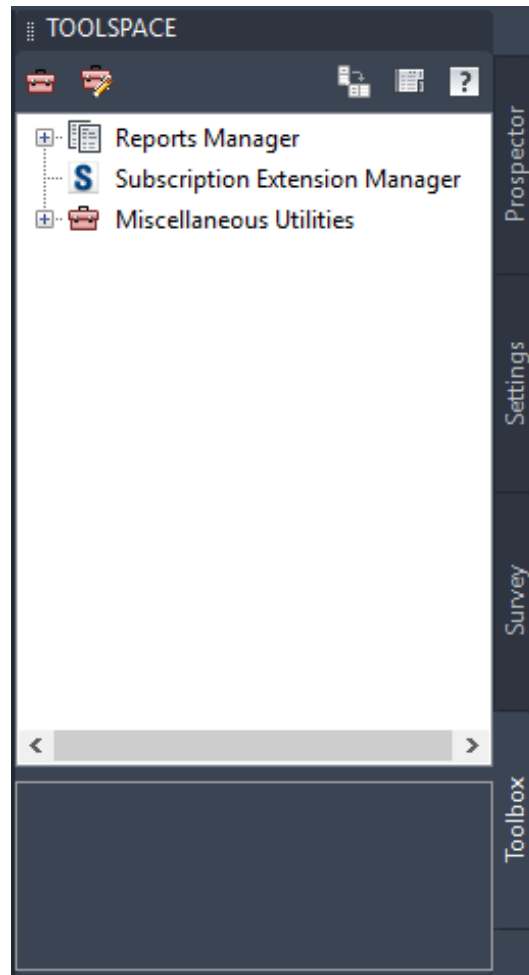 TOOLSPACE
?
Reports Manager
S Subscription Extension Manager
Miscellaneous Utilities
Prospector
Settings
Survey
Toolbox